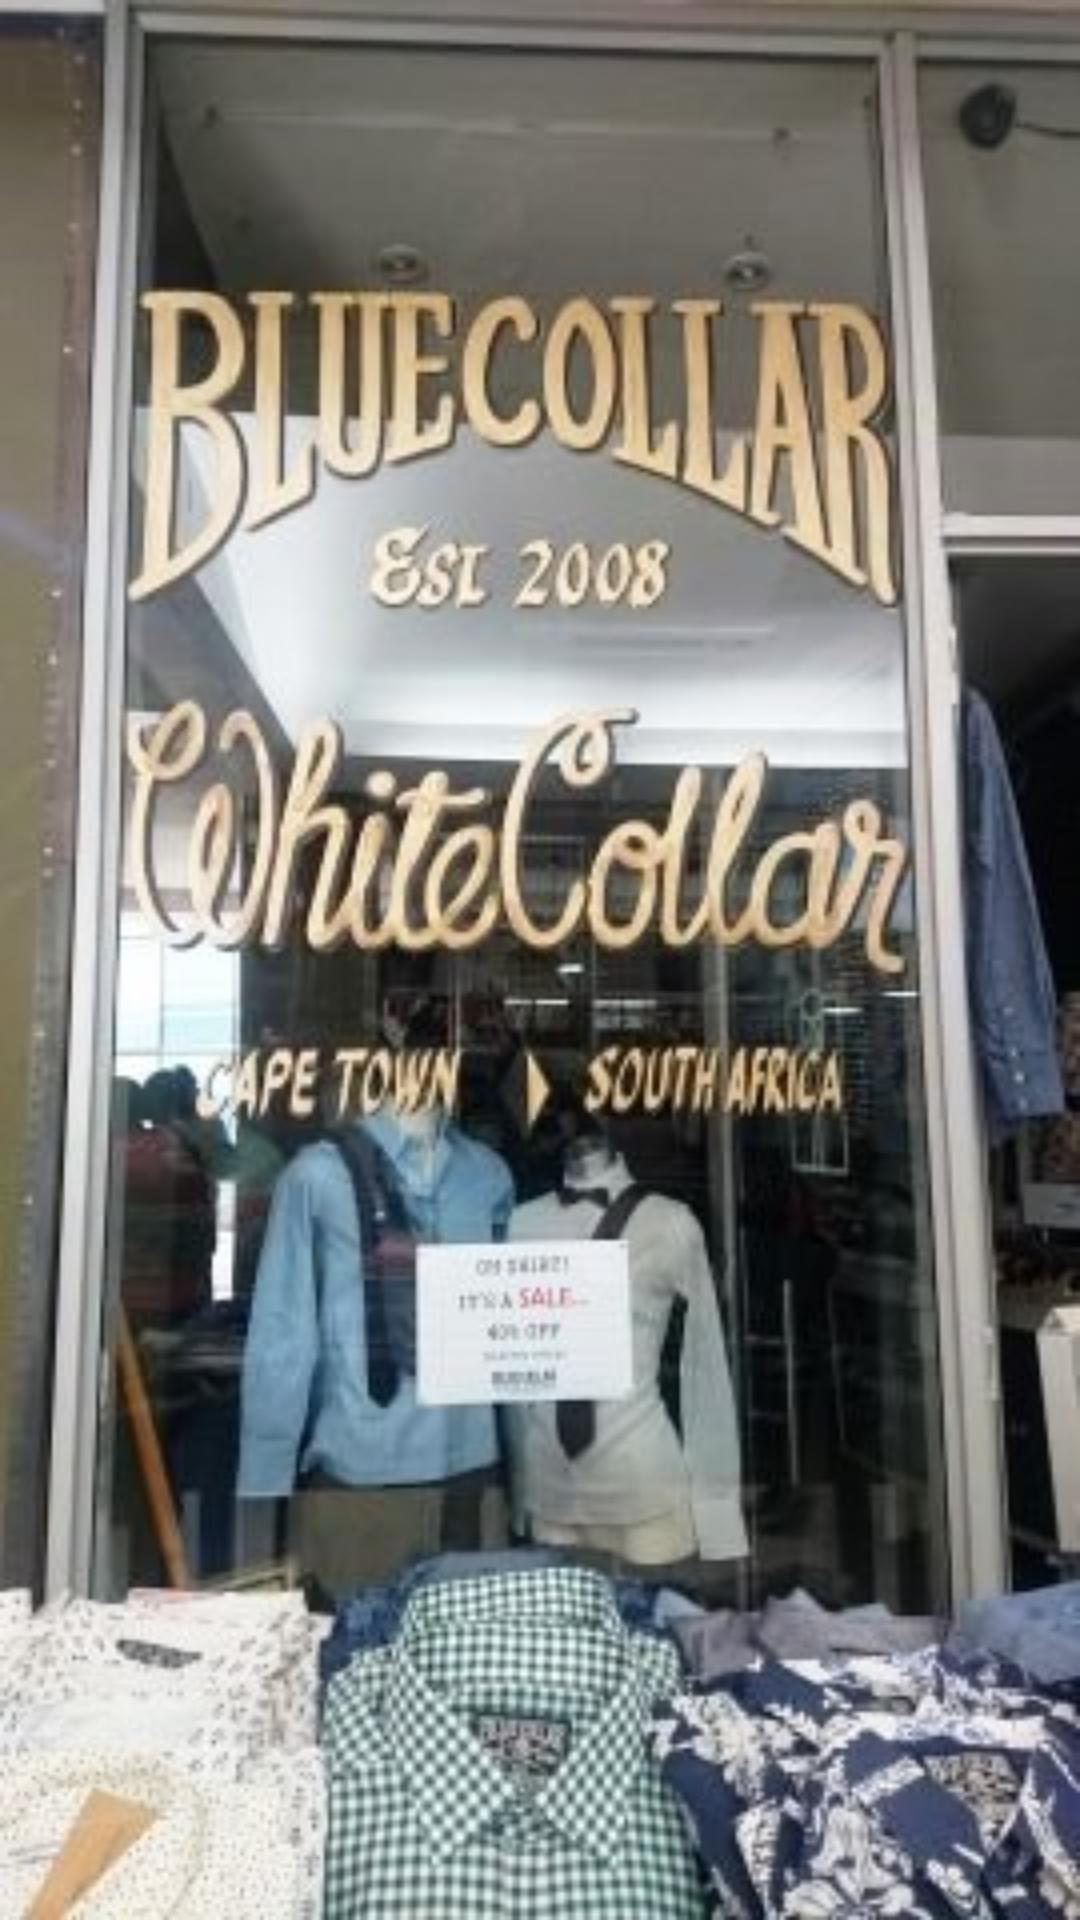 BLUECOLLAR
EST 2008
WhiteCollar
CAPE TOWN SOUTH AFRICA
OH SHIRT!
IT'S A SALE...
40% OFF